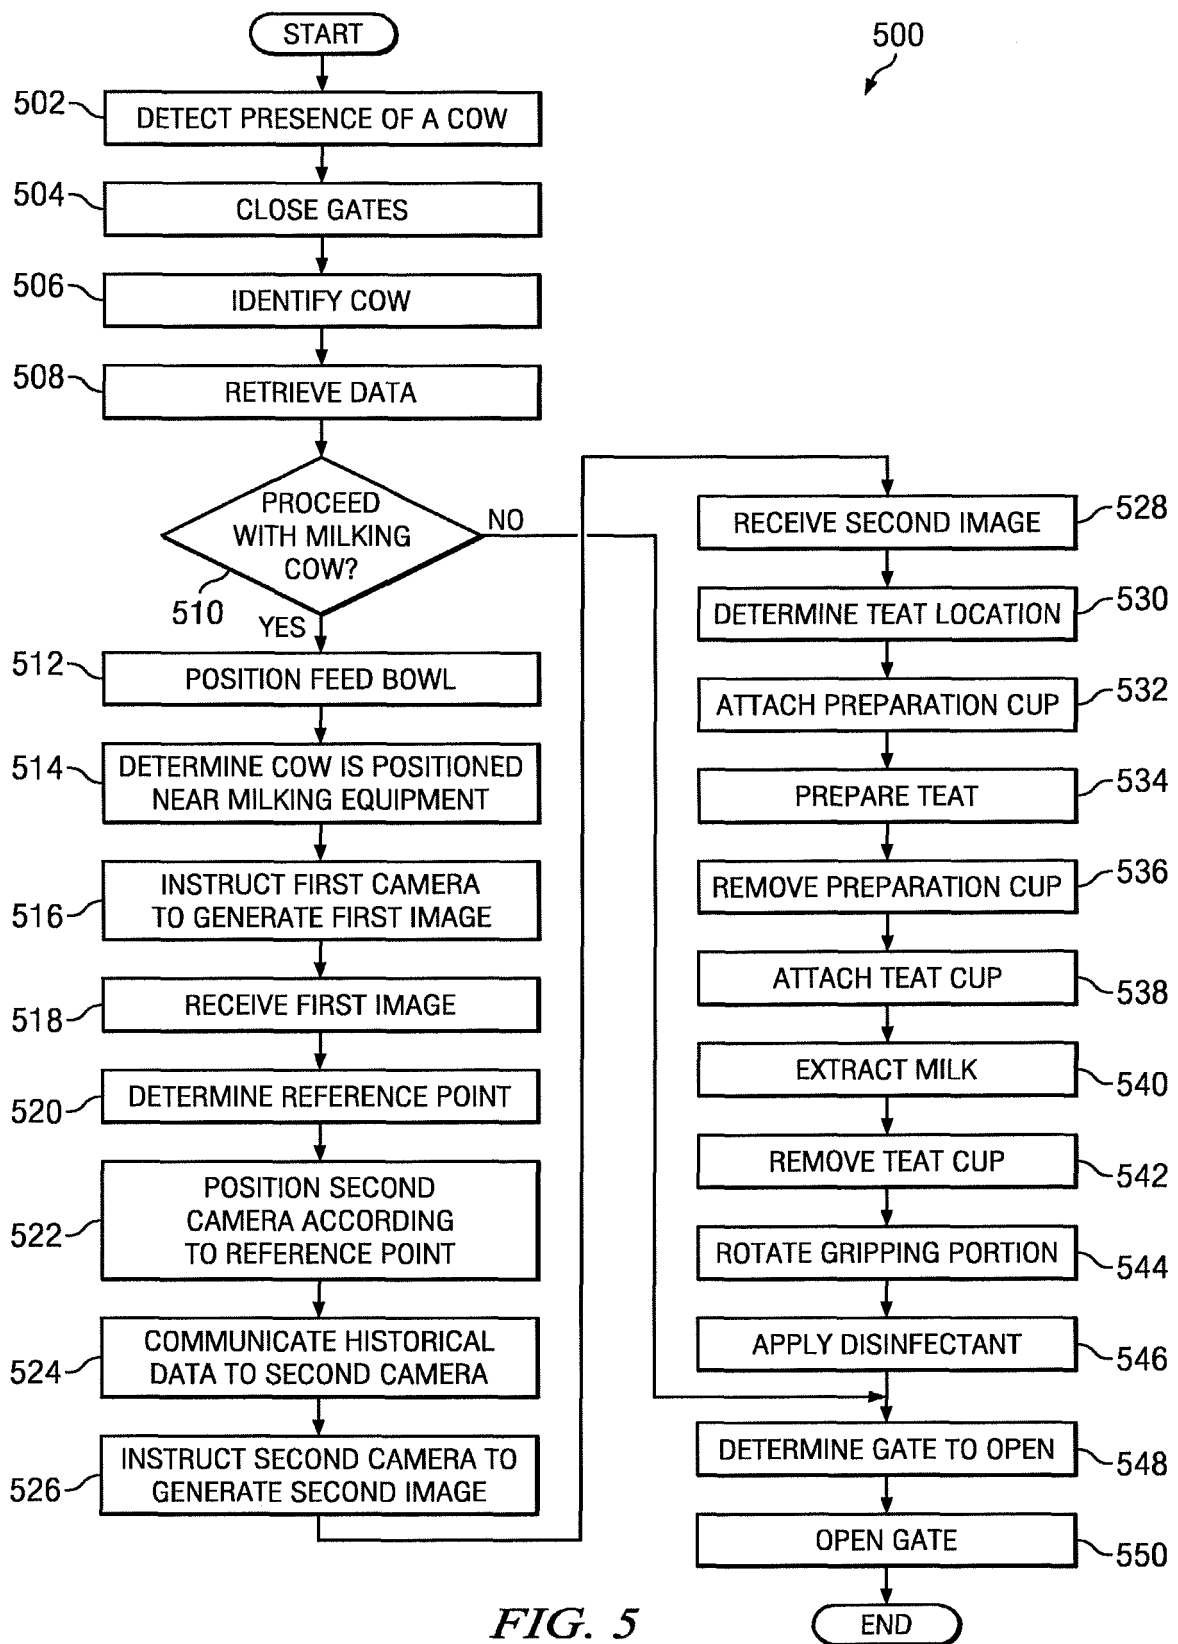 START
500
502
DETECT PRESENCE OF A COW
504
CLOSE GATES
506
IDENTIFY COW
508
RETRIEVE DATA
PROCEED
WITH MILKING
COW?
510
NO
YES
512
POSITION FEED BOWL
514
DETERMINE COW IS POSITIONED
NEAR MILKING EQUIPMENT
516
INSTRUCT FIRST CAMERA
TO GENERATE FIRST IMAGE
518
RECEIVE FIRST IMAGE
520
DETERMINE REFERENCE POINT
522
POSITION SECOND
CAMERA ACCORDING
TO REFERENCE POINT
524
COMMUNICATE HISTORICAL
DATA TO SECOND CAMERA
526
INSTRUCT SECOND CAMERA TO
GENERATE SECOND IMAGE
RECEIVE SECOND IMAGE
528
DETERMINE TEAT LOCATION
530
ATTACH PREPARATION CUP
532
PREPARE TEAT
534
REMOVE PREPARATION CUP
536
ATTACH TEAT CUP
538
EXTRACT MILK
540
REMOVE TEAT CUP
542
ROTATE GRIPPING PORTION
544
APPLY DISINFECTANT
546
DETERMINE GATE TO OPEN
548
OPEN GATE
550
END
FIG. 5